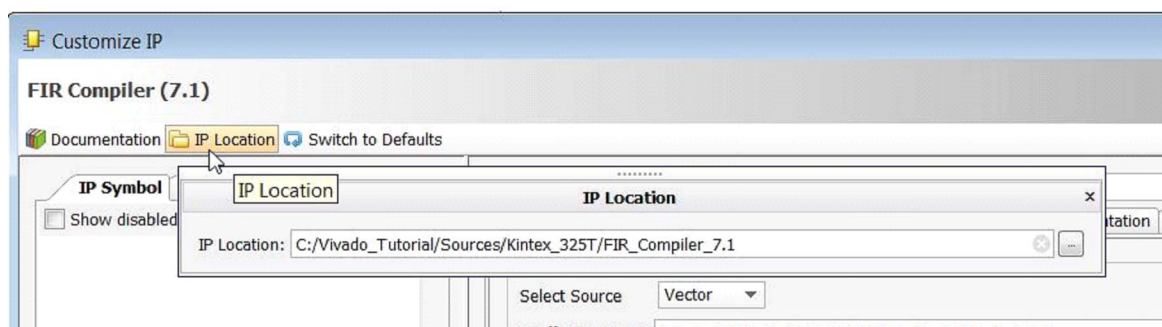 Customize IP
FIR Compiler (7.1)
Documentation IP Location Switch to Defaults
IP Symbol
IP Location
IP Location
Show disabled
IP Location: C:/Vivado_Tutorial/Sources/Kintex_325T/FIR_Compiler_7.1 ...
ntation
Select Source Vector